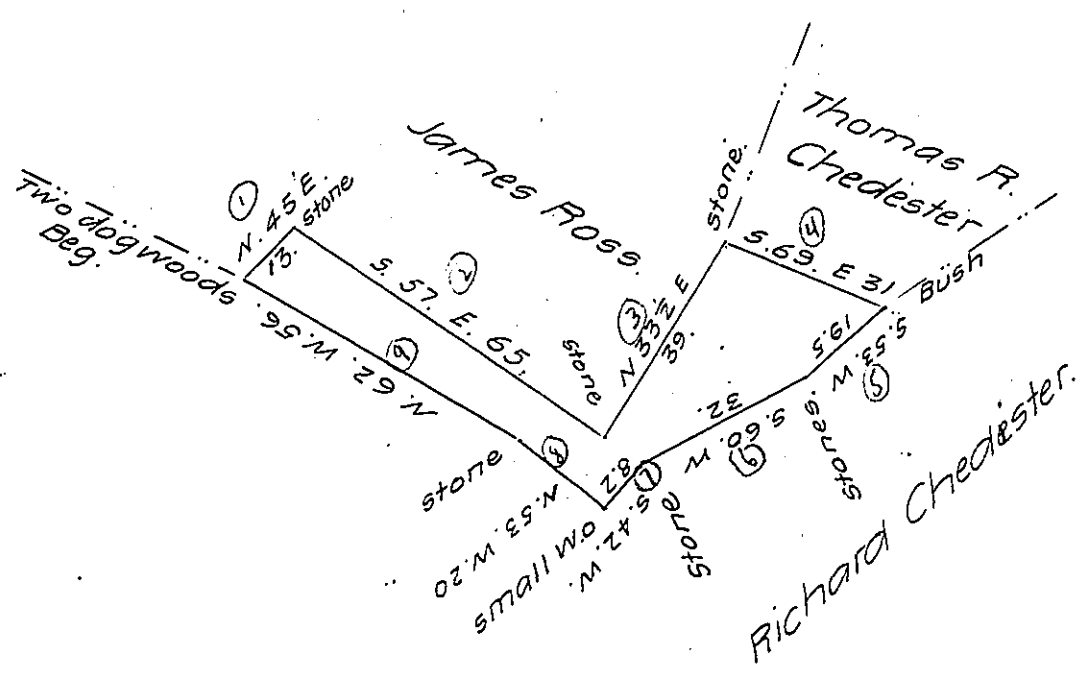 Two dogwoods.
Beg.
①
N. 45 E.
13.
Stone
James Ross.
②
S. 57. E. 65.
stone
③
N 33½ E
39.
stone.
Thomas R.
Chedester
④
S. 69. E 31
Bush
19.5
S. 53. W
⑤
Stones.
32.
S. 60. W
⑥
Stone
8.2
⑦
S. 42. W.
small W.O.
⑧
N. 53. W. 20
stone
⑨
N. 62. W. 56.
Richard Chedester.